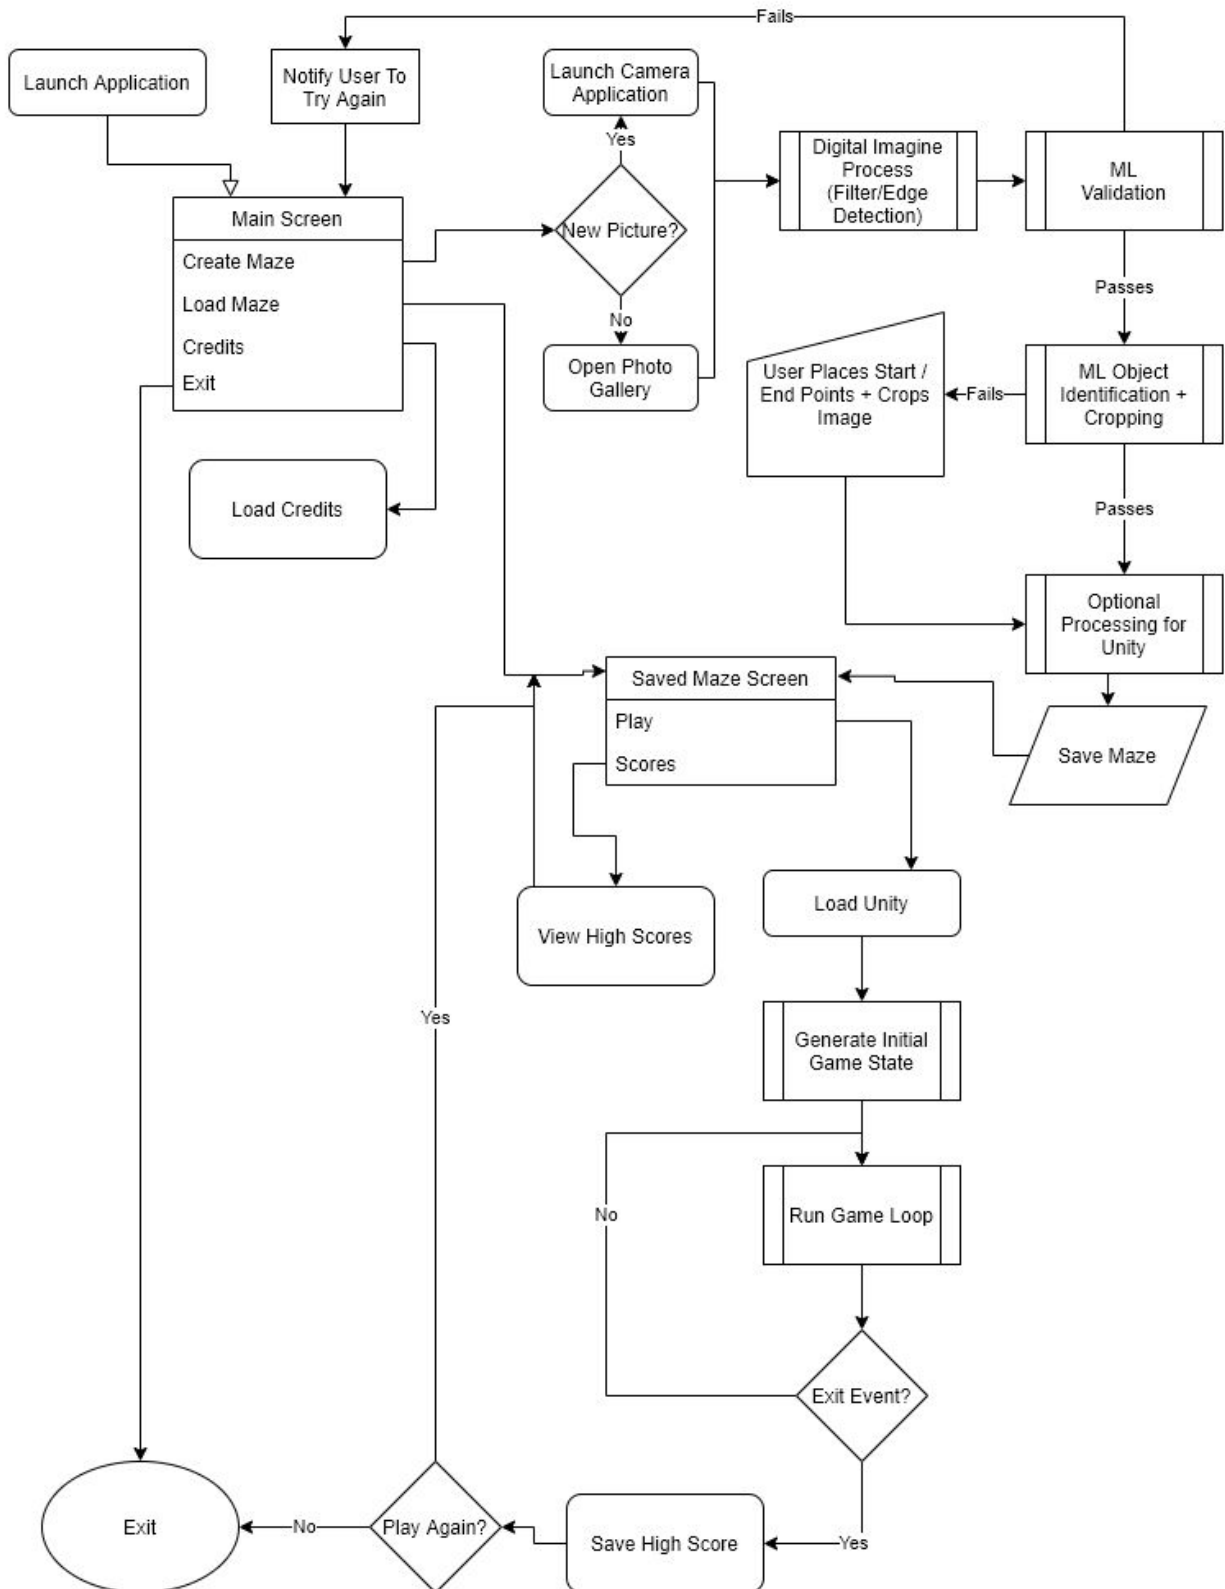 Fails
Launch Application
Notify User To
Try Again
Launch Camera
Application
Yes
New Picture?
No
Open Photo
Gallery
Digital Imagine
Process
(Filter/Edge
Detection)
ML
Validation
Passes
Main Screen
Create Maze
Load Maze
Credits
Exit
User Places Start /
End Points + Crops
Image
Fails
ML Object
Identification +
Cropping
Passes
Load Credits
Optional
Processing for
Unity
Saved Maze Screen
Play
Scores
Save Maze
View High Scores
Load Unity
Yes
Generate Initial
Game State
No
Run Game Loop
Exit Event?
Exit
No
Play Again?
Save High Score
Yes